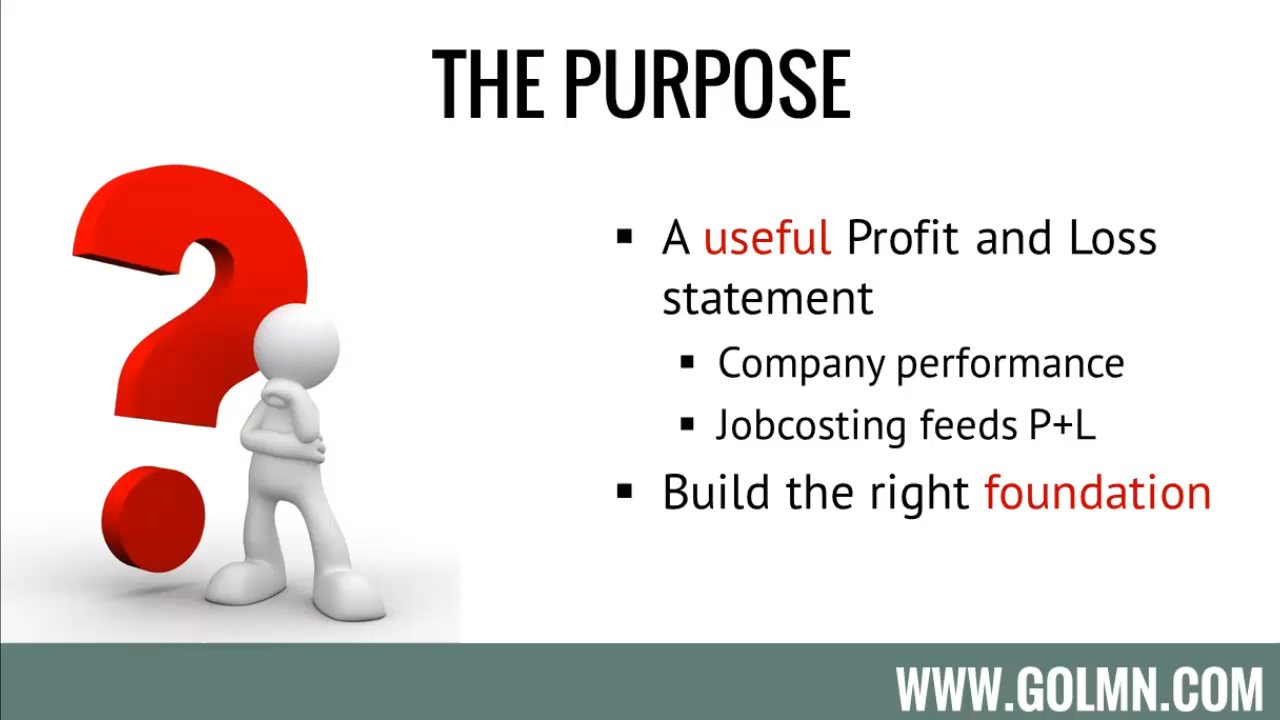 THE PURPOSE
▪ A useful Profit and Loss
statement
▪ Company performance
▪ Jobcosting feeds P+L
▪ Build the right foundation
WWW.GOLMN.COM